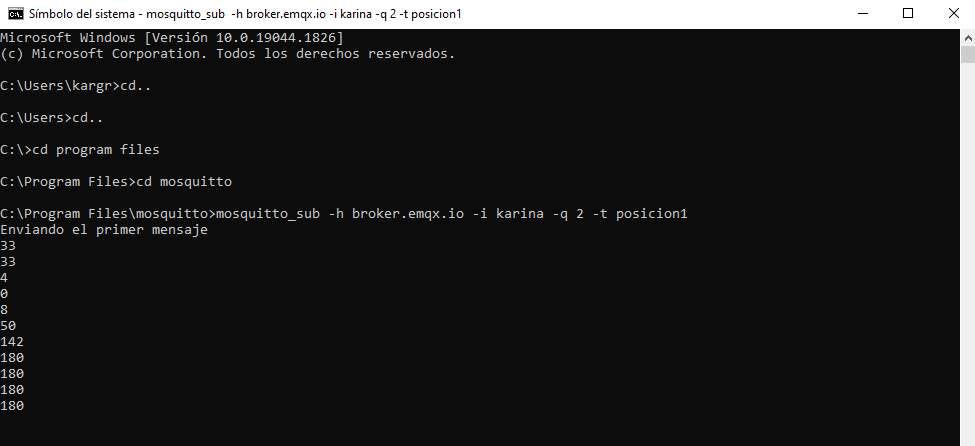 Símbolo del sistema - mosquitto_sub  -h broker.emqx.io -i karina -q 2 -t posicion1
Microsoft Windows [Versión 10.0.19044.1826]
(c) Microsoft Corporation. Todos los derechos reservados.
C:\Users\kargr>cd..
C:\Users>cd..
C:\>cd program files
C:\Program Files>cd mosquitto
C:\Program Files\mosquitto>mosquitto_sub -h broker.emqx.io -i karina -q 2 -t posicion1
Enviando el primer mensaje
33
33
4
0
8
50
142
180
180
180
180